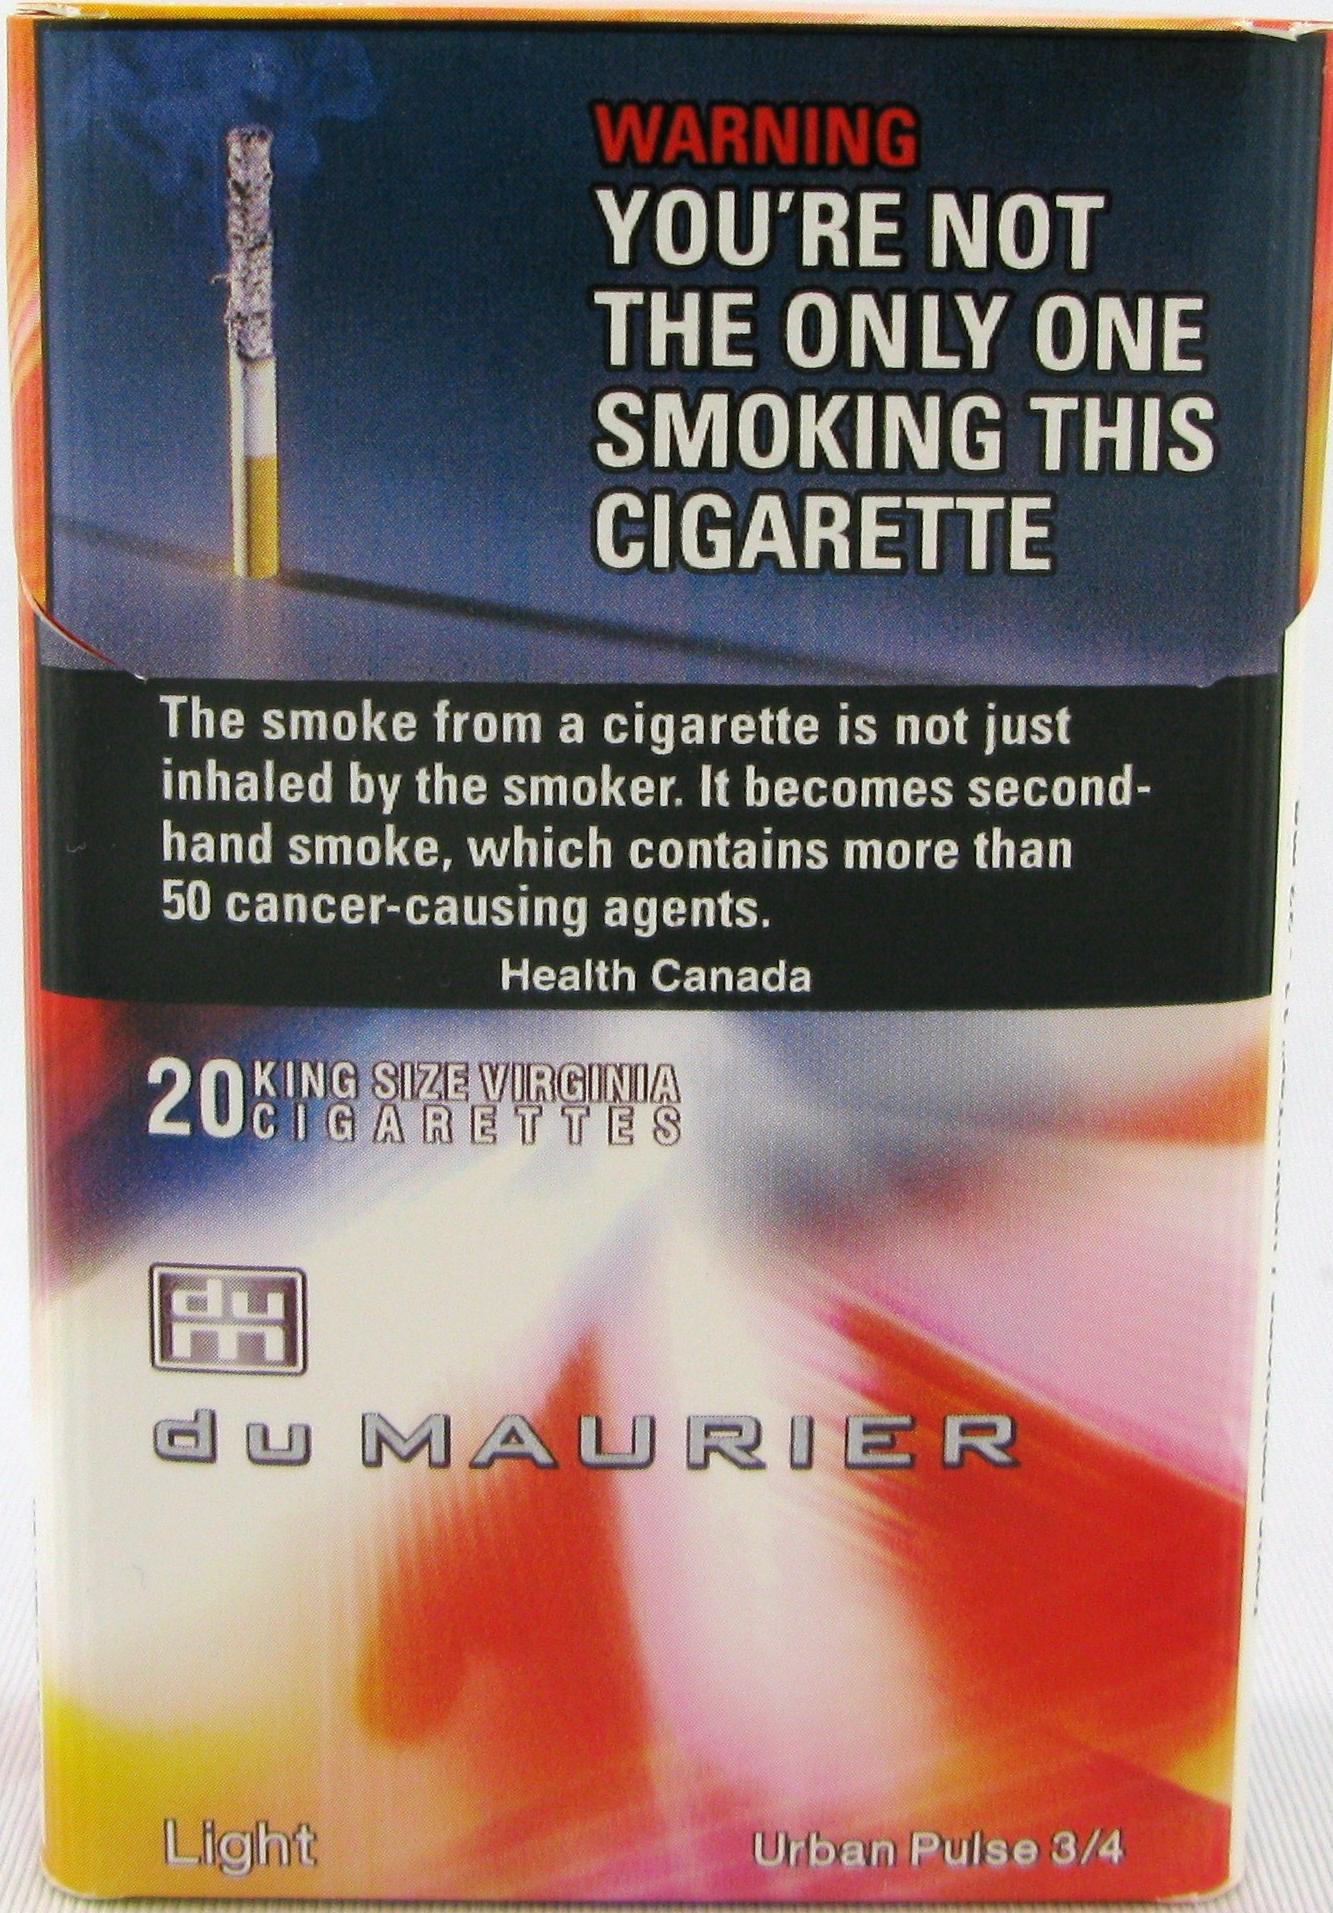 WARNING
YOU'RE NOT
THE ONLY ONE
SMOKING THIS
CIGARETTE
The smoke from a cigarette is not just
inhaled by the smoker. It becomes second-
hand smoke, which contains more than
50 cancer-causing agents.
Health Canada
20 KING SIZE VIRGINIA
CIGARETTES
du
m
du MAURIER
Light
Urban Pulse 3/4